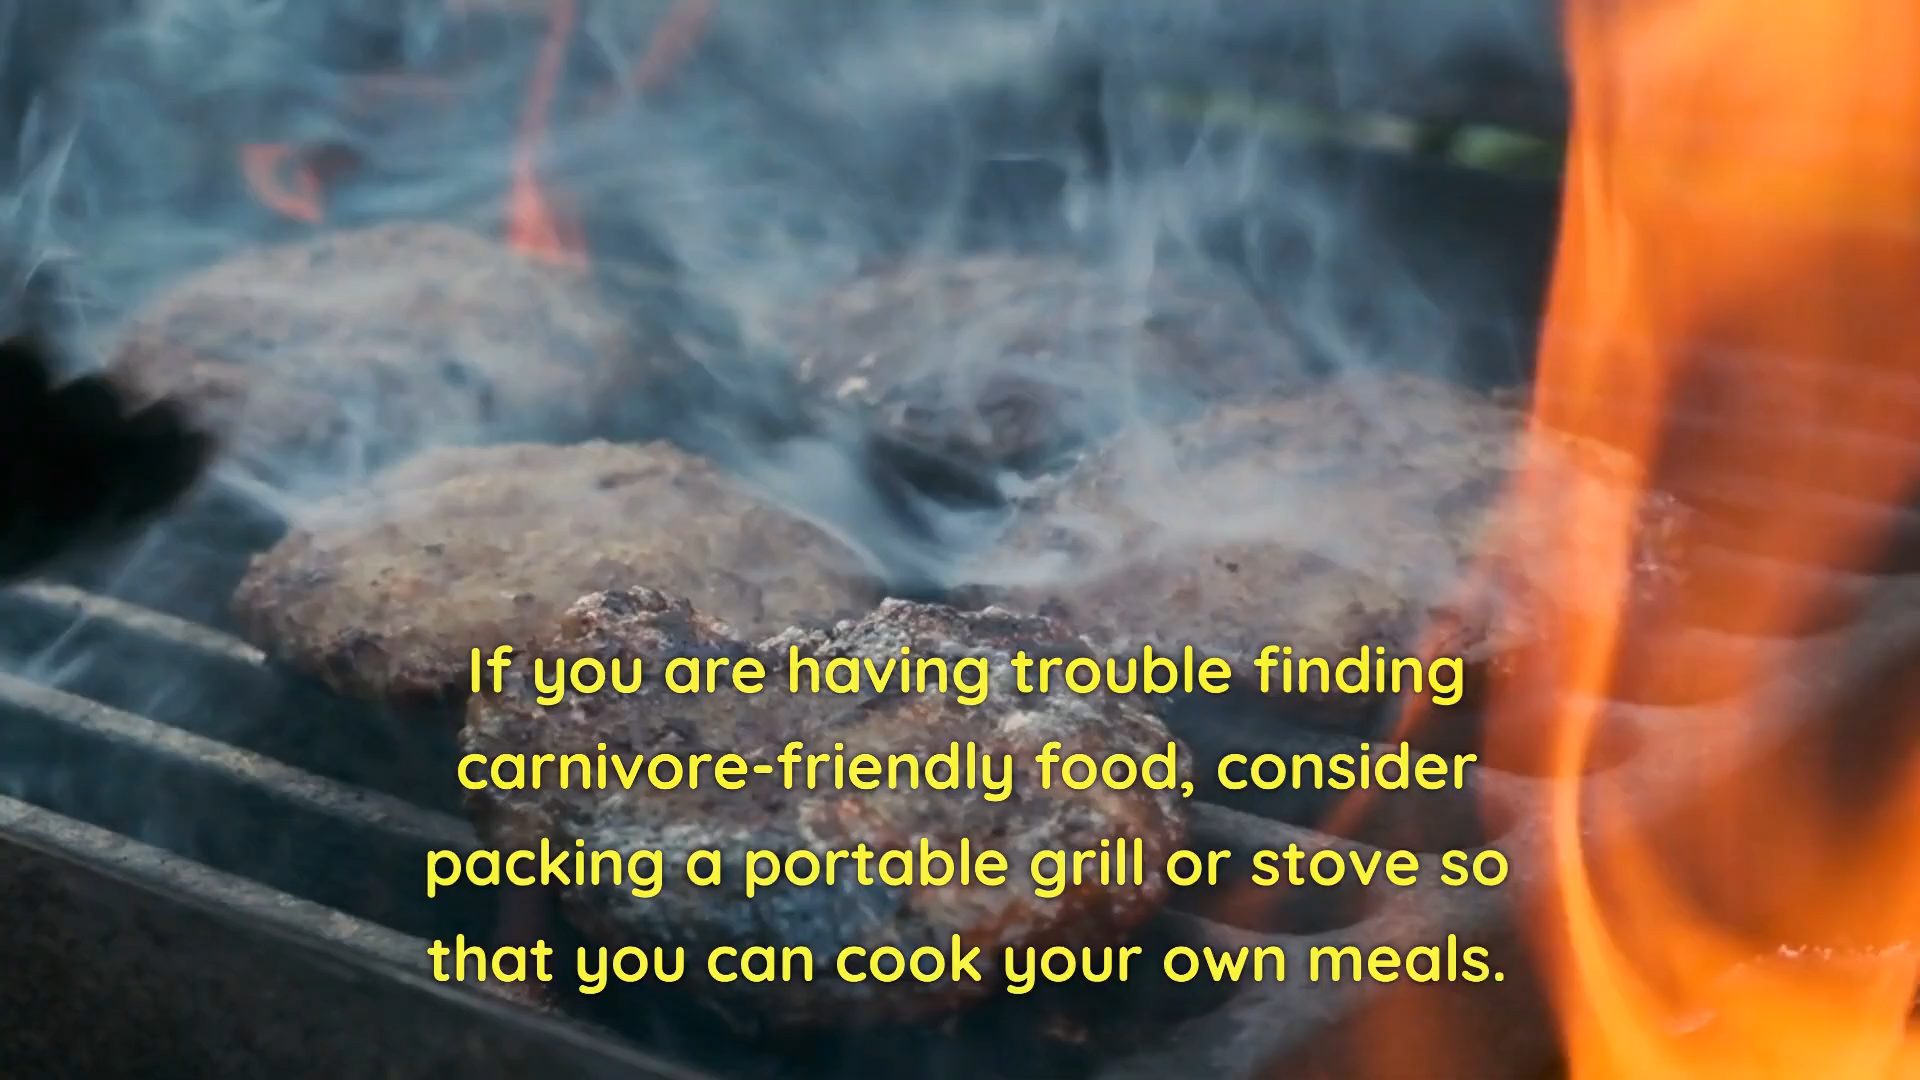 If you are having trouble finding
carnivore-friendly food, consider
packing a portable grill or stove so
that you can cook your own meals.